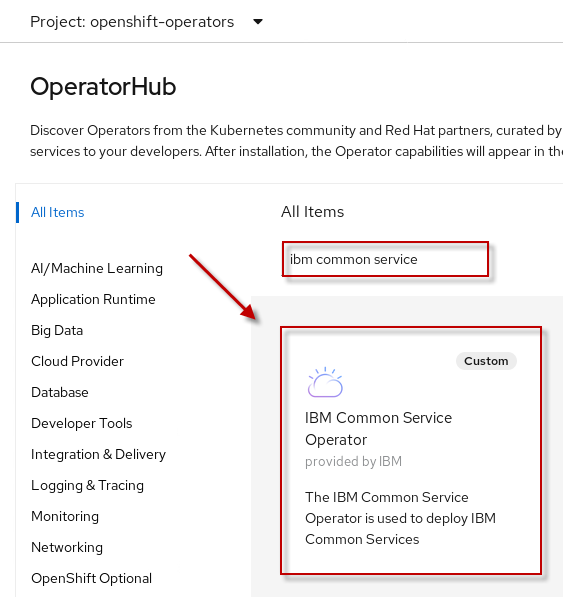 Project: openshift-operators
OperatorHub
Discover Operators from the Kubernetes community and Red Hat partners, curated by
services to your developers. After installation, the Operator capabilities will appear in the
All Items
AI/Machine Learning
Application Runtime
Big Data
Cloud Provider
Database
Developer Tools
Integration & Delivery
Logging & Tracing
Monitoring
Networking
OpenShift Optional
All Items
ibm common service
Custom
IBM Common Service
Operator
provided by IBM
The IBM Common Service
Operator is used to deploy IBM
Common Services